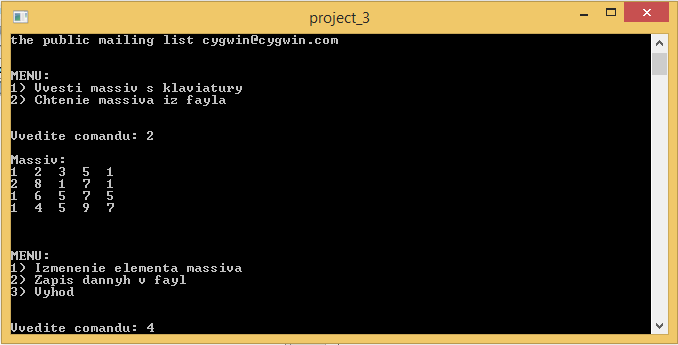 project_3
the public mailing list cygwin@cygwin.com
MENU:
1) Vvesti massiv s klaviatury
2) Chtenie massiva iz fayla
Vvedite comandu: 2
Massiv:
1 2 3 5 1
2 8 1 7 1
1 6 5 7 5
1 4 5 9 7
MENU:
1) Izmenenie elementa massiva
2) Zapis dannyh v fayl
3) Vyhod
Vvedite comandu: 4